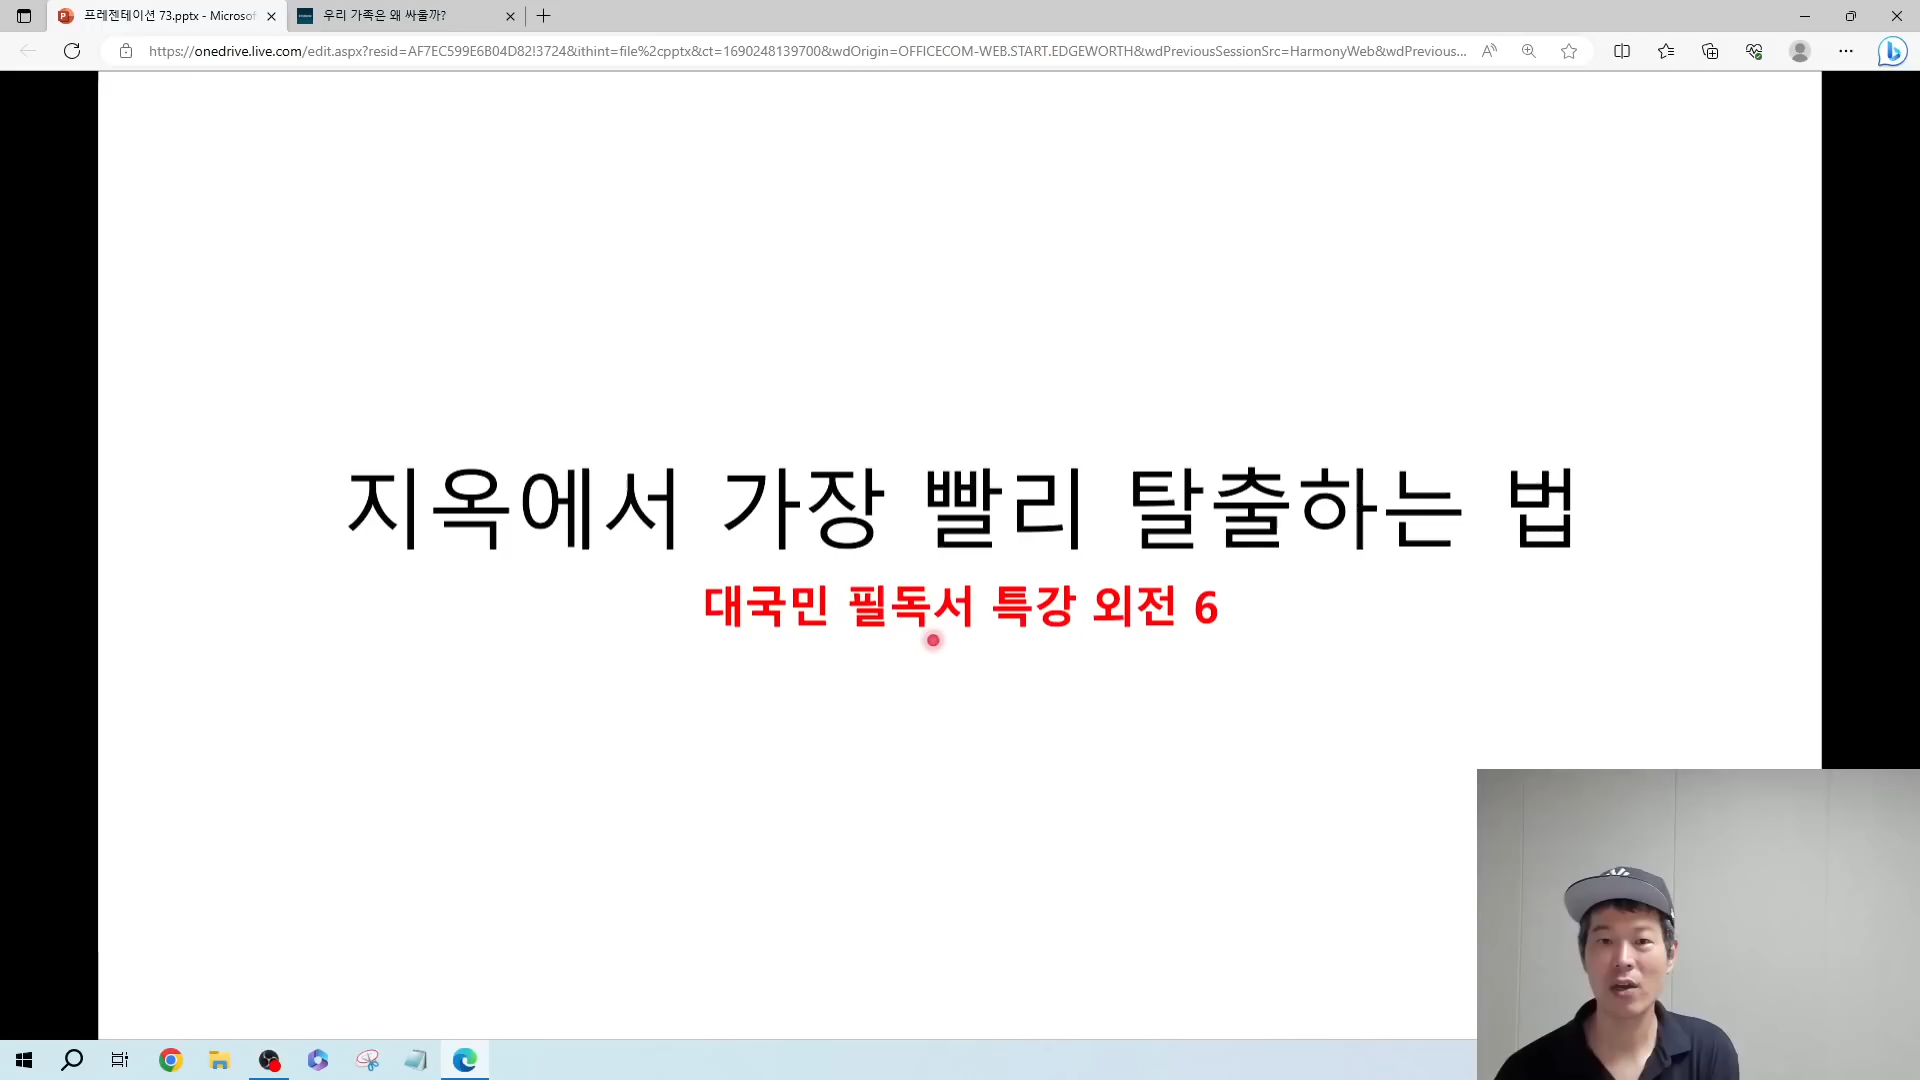 프레젠테이션 73.pptx - Microsof
우리 가족은 왜 싸울까?
https://onedrive.live.com/edit.aspx?resid=AF7EC599E6B04D82!3724&ithint=file%2cpptx&ct=1690248139700&wdOrigin=OFFICECOM-WEB.START.EDGEWORTH&wdPreviousSessionSrc=HarmonyWeb&wdPrevious...
지옥에서 가장 빨리 탈출하는 법
대국민 필독서 특강 외전 6